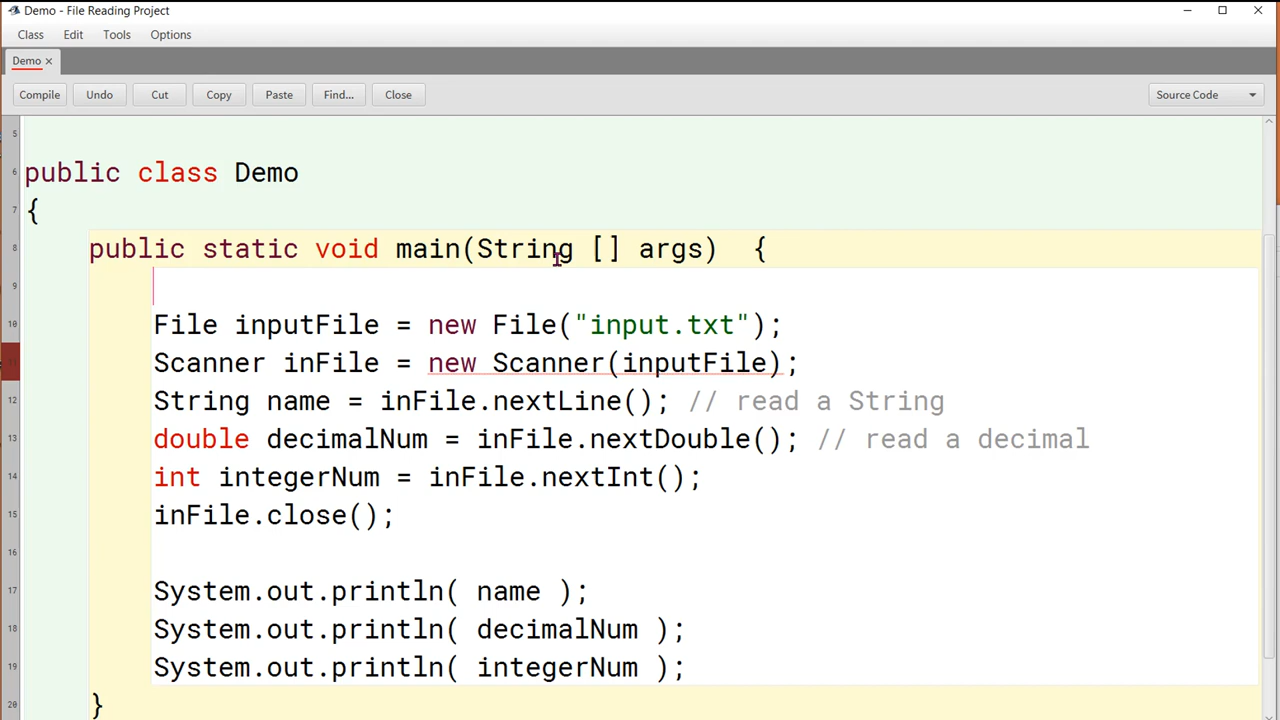 Demo - File Reading Project
Class Edit Tools Options
Demo ×
Compile Undo Cut Copy Paste Find... Close Source Code
5
6 public class Demo
7 {
8 public static void main(String [] args)  {
9
10 File inputFile = new File("input.txt");
Scanner inFile = new Scanner(inputFile);
12 String name = inFile.nextLine(); // read a String
13 double decimalNum = inFile.nextDouble(); // read a decimal
14 int integerNum = inFile.nextInt();
15 inFile.close();
16
17 System.out.println( name );
18 System.out.println( decimalNum );
19 System.out.println( integerNum );
20 }